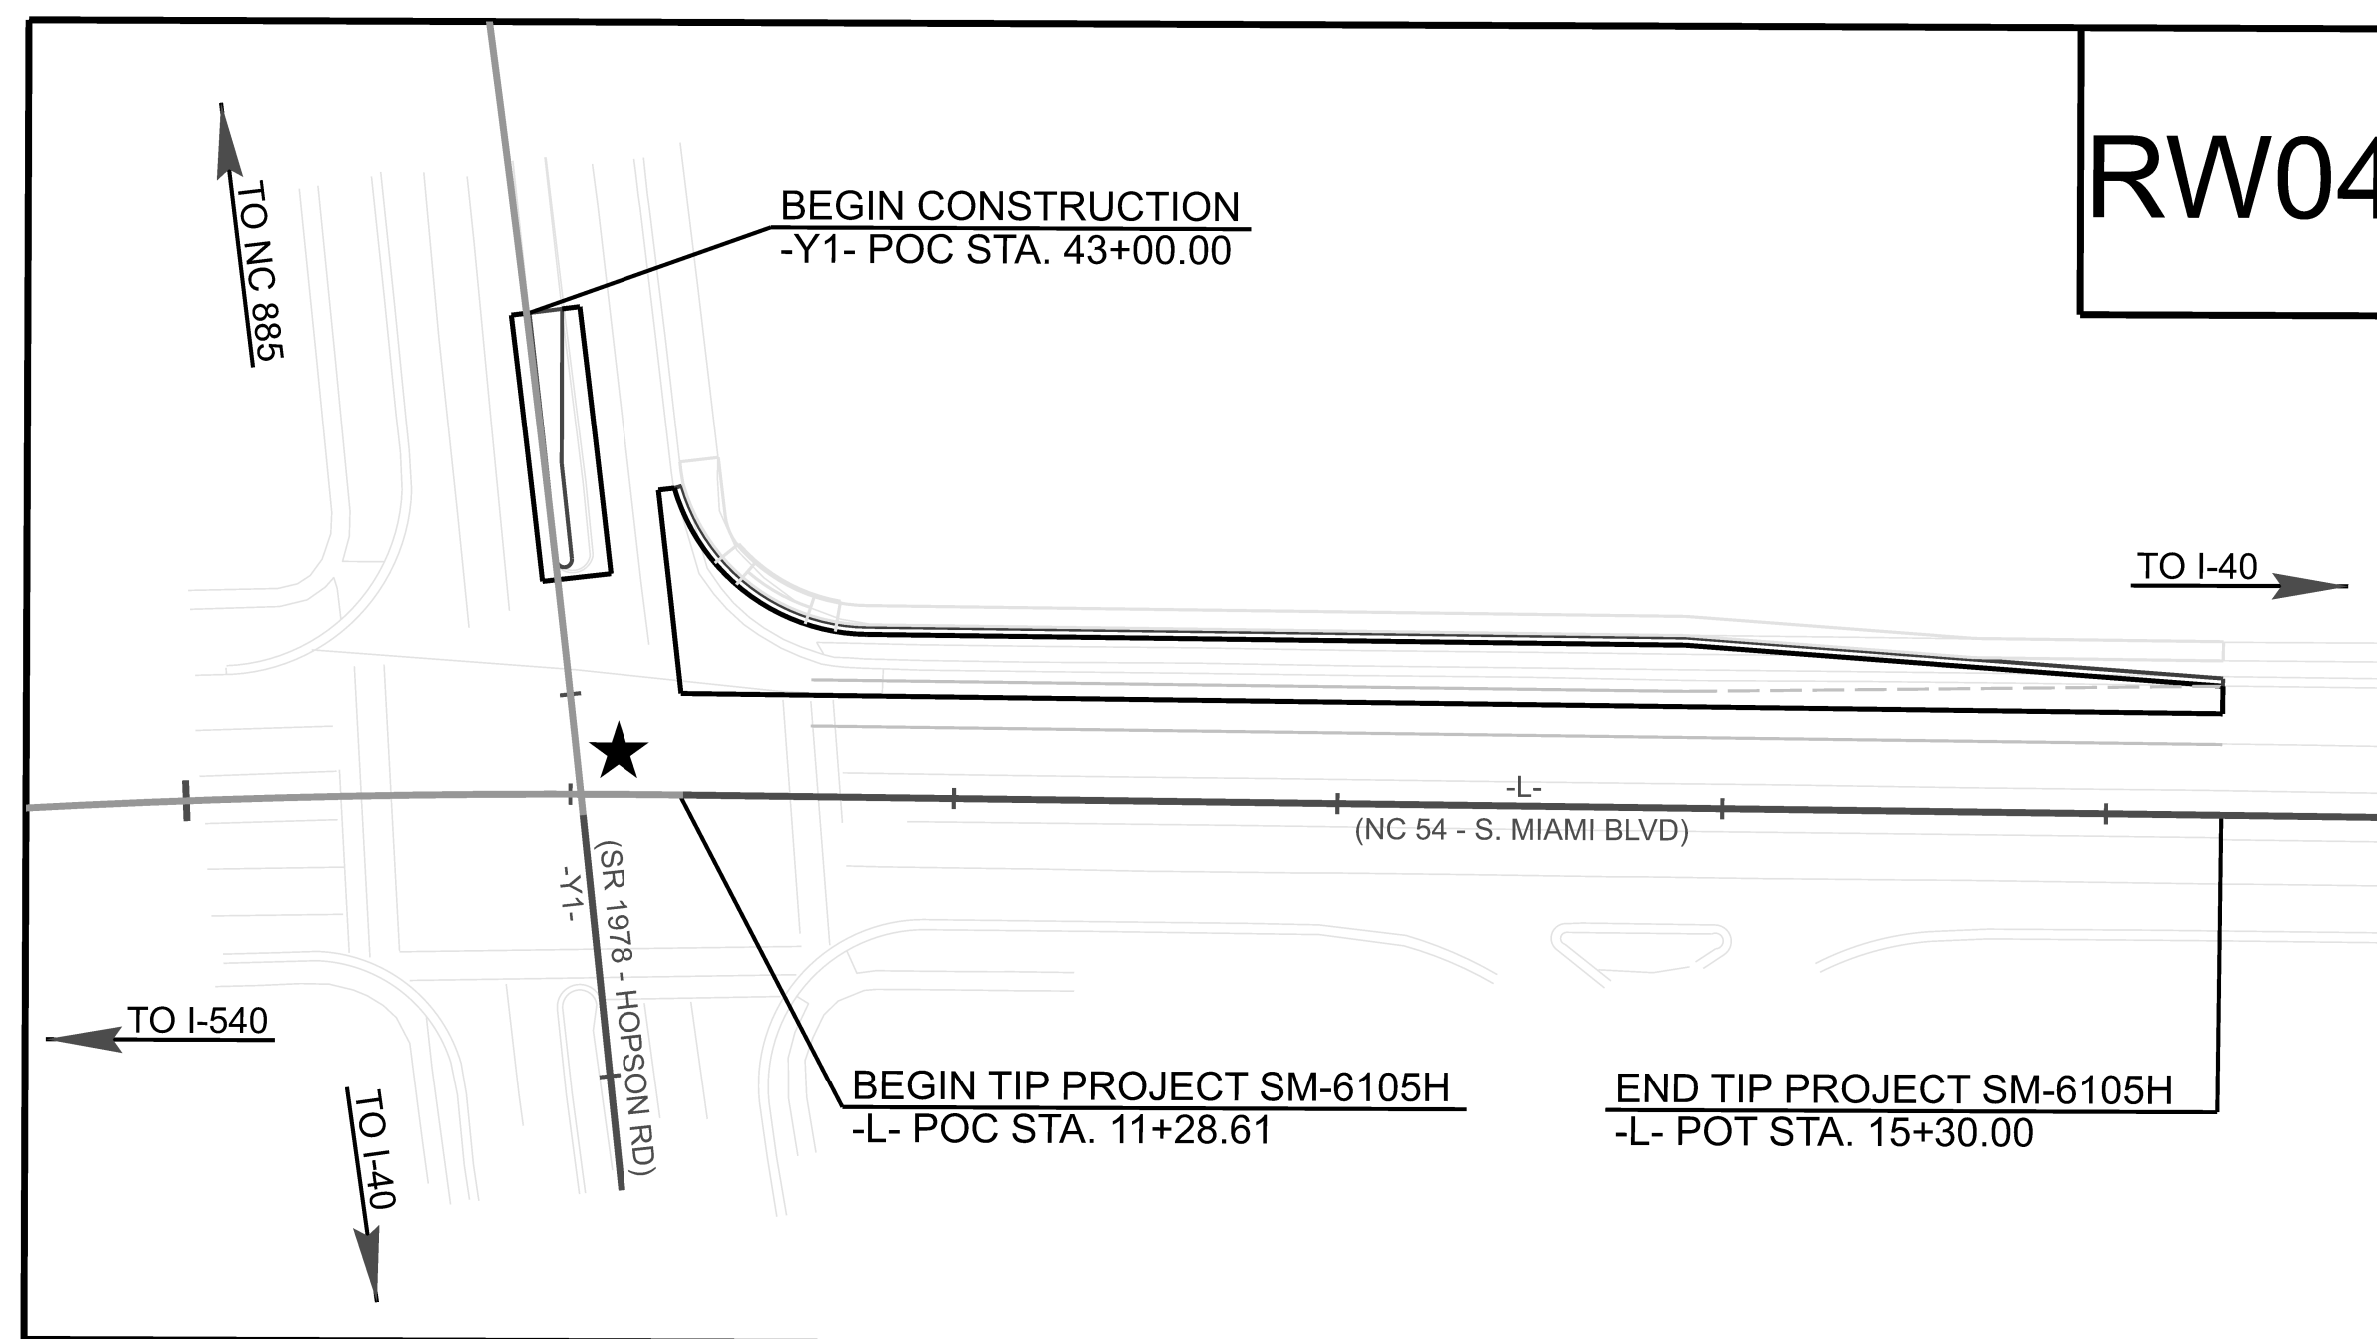 RW04
TO NC 885
BEGIN CONSTRUCTION
-Y1- POC STA. 43+00.00
TO I-40
-L-
(NC 54 - S. MIAMI BLVD)
-Y1-
(SR 1978 - HOPSON RD)
TO I-540
TO I-40
BEGIN TIP PROJECT SM-6105H
-L- POC STA. 11+28.61
END TIP PROJECT SM-6105H
-L- POT STA. 15+30.00